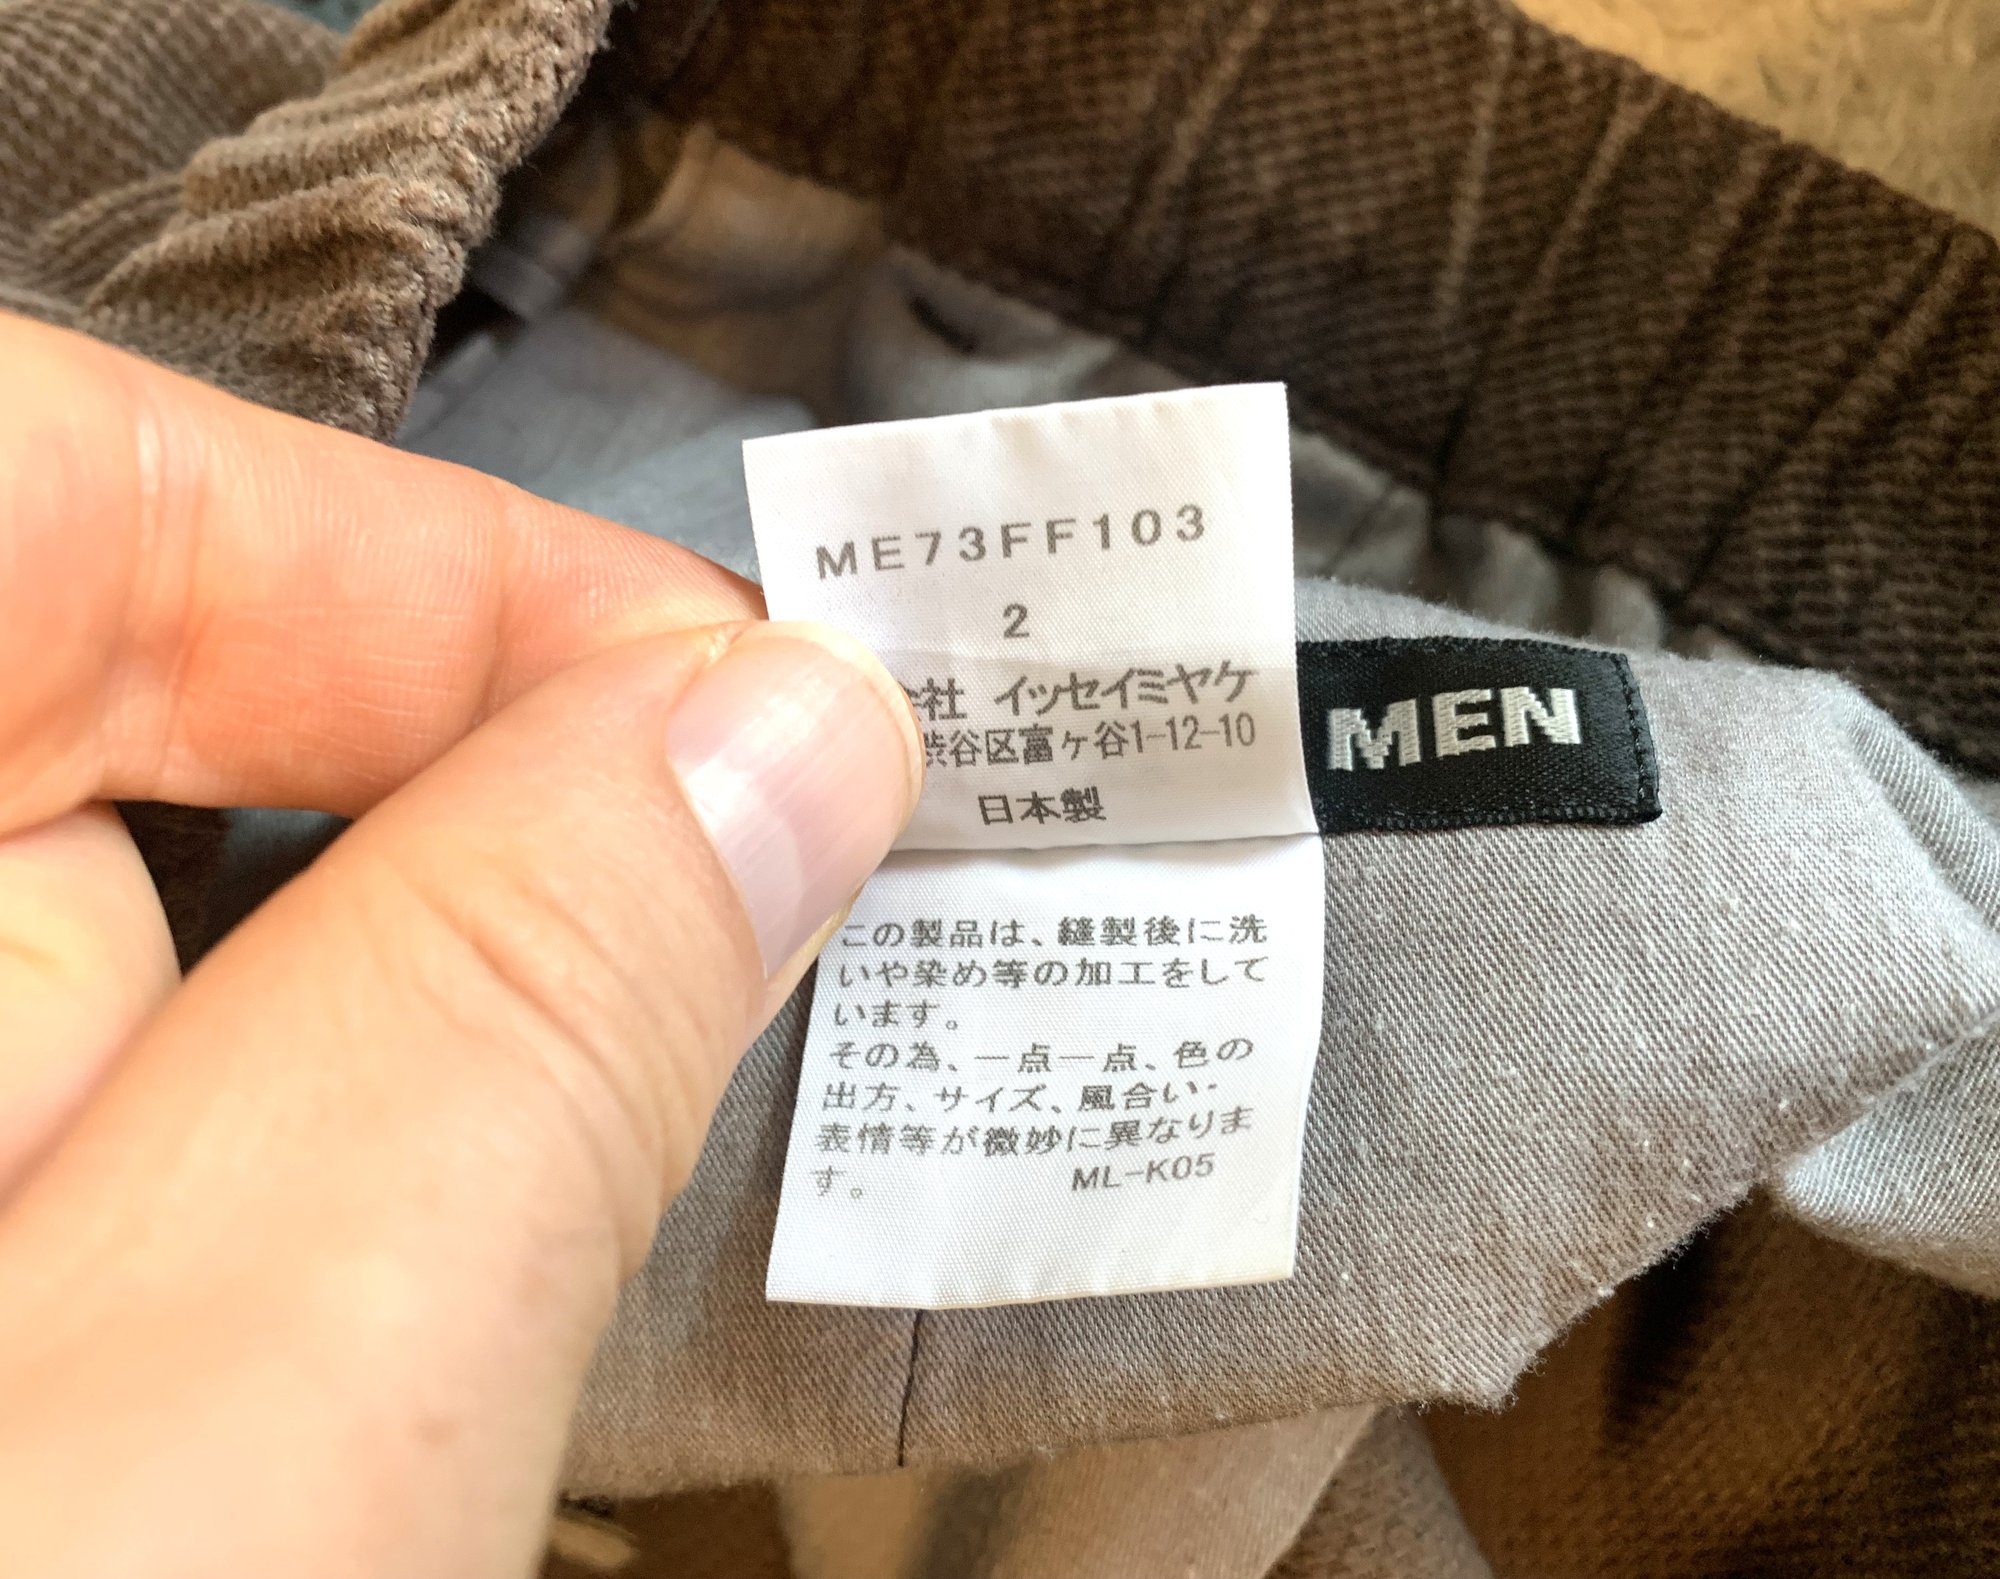 ME73FF103
2
会社 イッセイミヤケ
渋谷区富ヶ谷1-12-10
日本製
MEN
この製品は、縫製後に洗
いや染め等の加工をして
います。
その為、一点一点、色の
出方、サイズ、風合い・
表情等が微妙に異なりま
す。 ML-K05